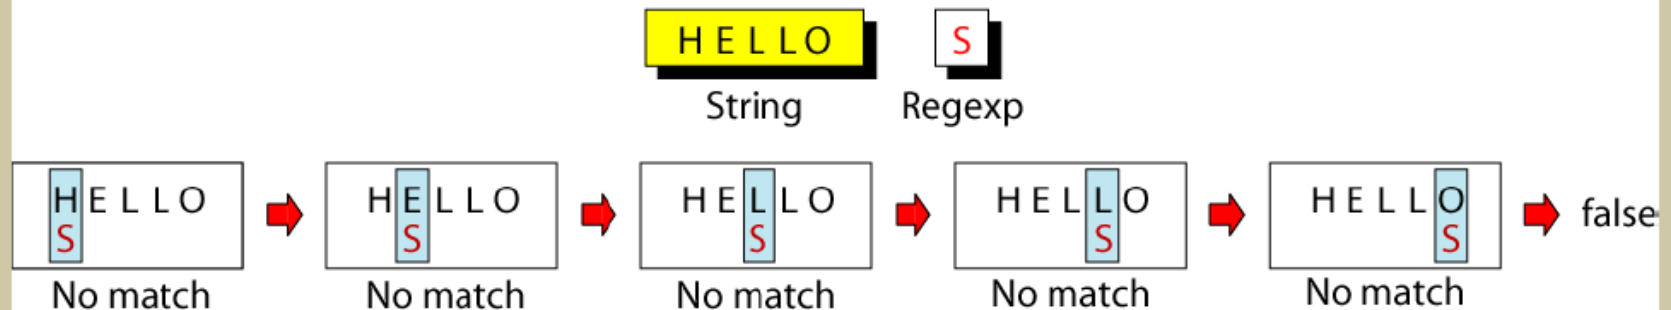 HELLO S
String Regexp
HELLO HELLO HELLO HELLO HELLO false
S S S S S
No match No match No match No match No match